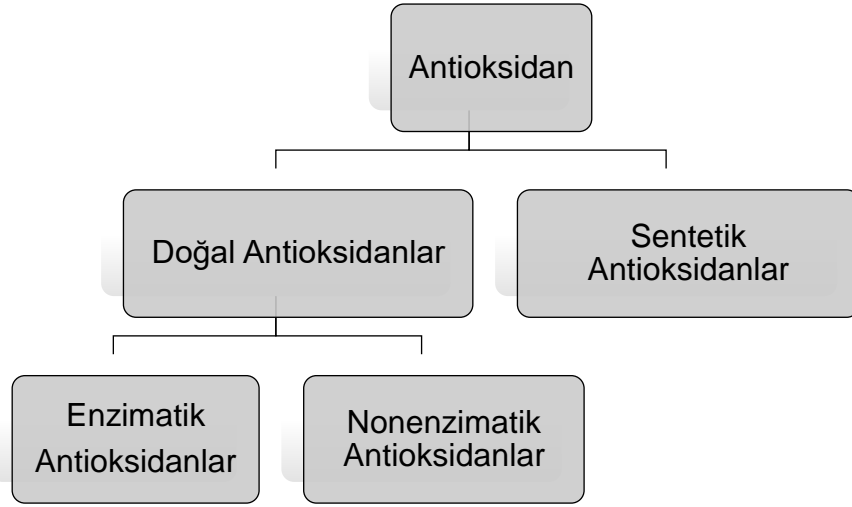 Antioksidan
Doğal Antioksidanlar
Sentetik
Antioksidanlar
Enzimatik
Antioksidanlar
Nonenzimatik
Antioksidanlar